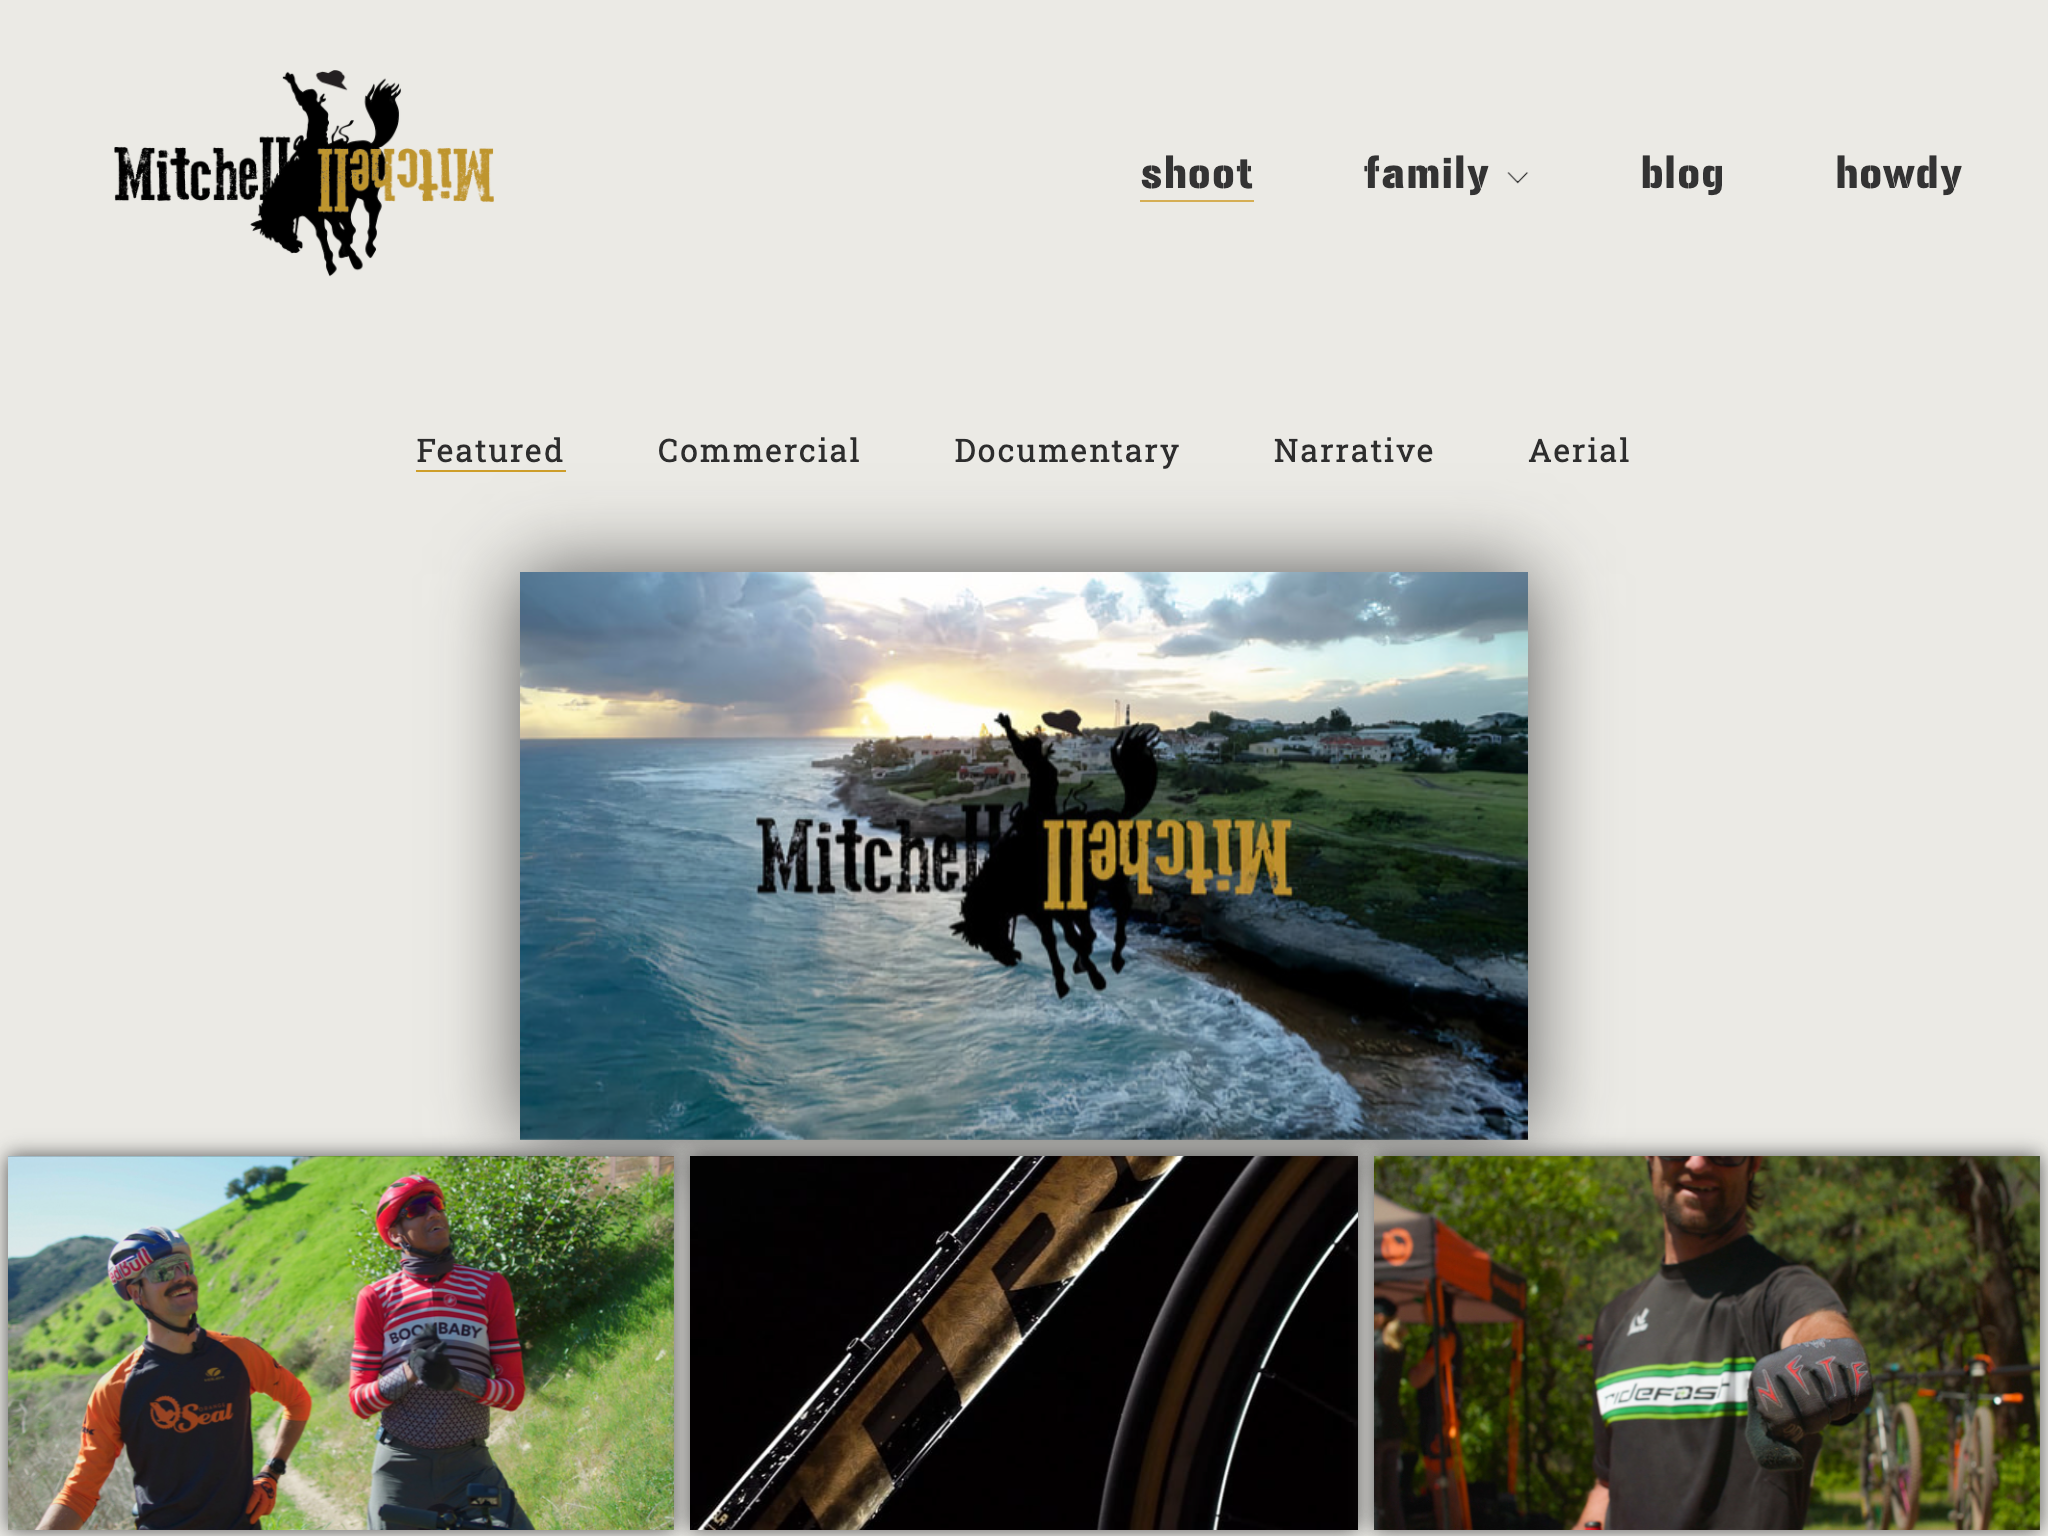 Mitchell Mitchell
shoot family blog howdy
Featured Commercial Documentary Narrative Aerial
Mitchell Mitchell
BOOMBABY
Seal
ridefast